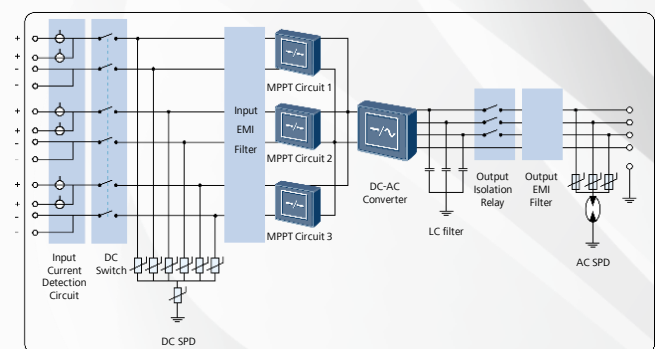 +
+
-
-
+
+
-
-
+
+
-
-
Input
Current
Detection
Circuit
DC
Switch
DC SPD
Input
EMI
Filter
MPPT Circuit 1
MPPT Circuit 2
MPPT Circuit 3
DC-AC
Converter
LC filter
Output
Isolation
Relay
Output
EMI
Filter
AC SPD